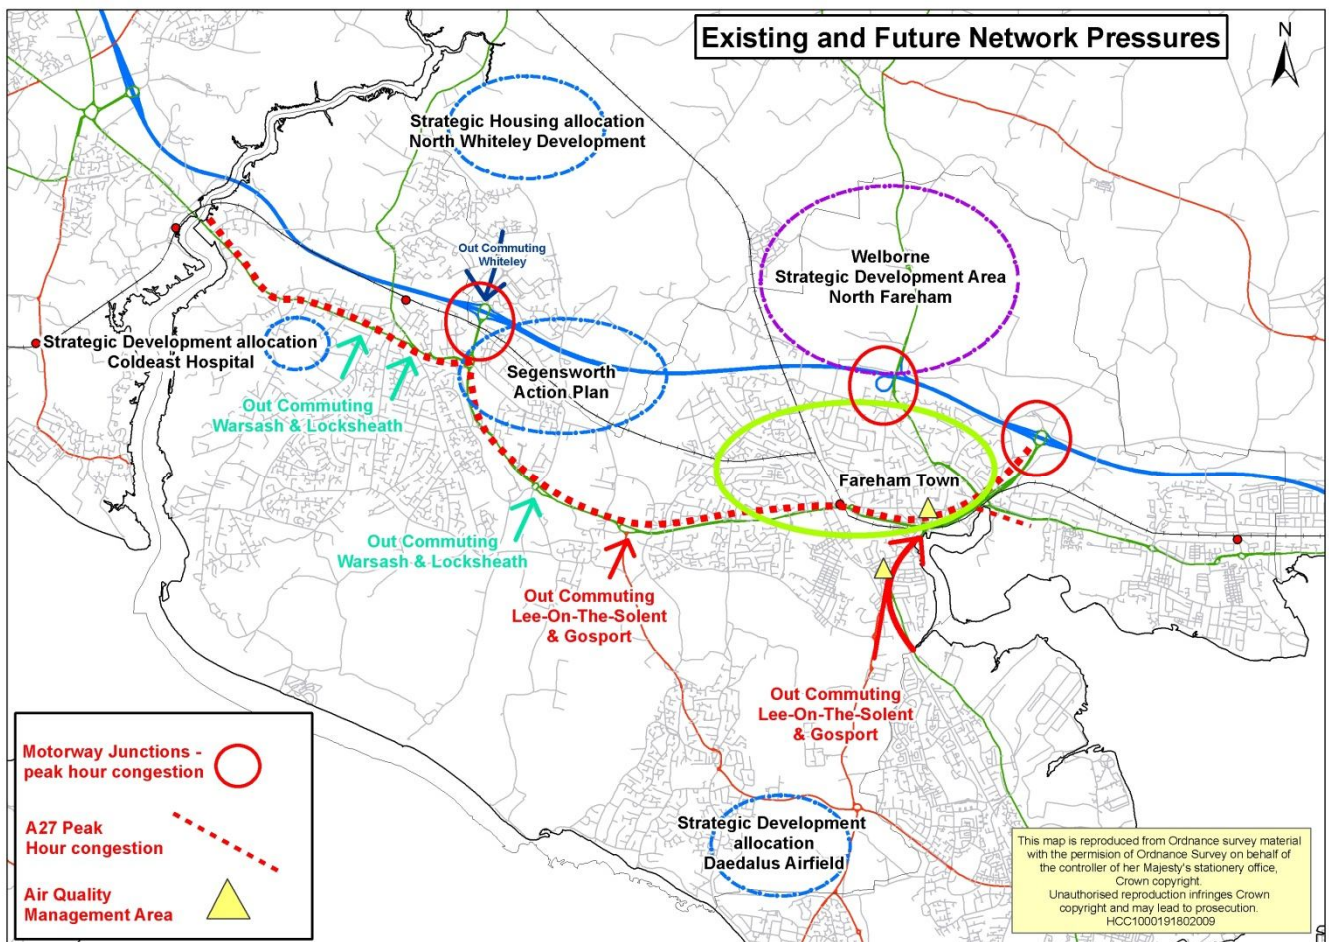 Existing and Future Network Pressures
N
Strategic Housing allocation
North Whiteley Development
Out Commuting
Whiteley
Welborne
Strategic Development Area
North Fareham
Strategic Development allocation
Coldeast Hospital
Segensworth
Action Plan
Out Commuting
Warsash & Locksheath
Fareham Town
Out Commuting
Warsash & Locksheath
Out Commuting
Lee-On-The-Solent
& Gosport
Out Commuting
Lee-On-The-Solent
& Gosport
Strategic Development
allocation
Daedalus Airfield
Motorway Junctions -
peak hour congestion
A27 Peak
Hour congestion
Air Quality
Management Area
This map is reproduced from Ordnance survey material
with the permision of Ordnance Survey on behalf of
the controller of her Majesty's stationery office,
Crown copyright.
Unauthorised reproduction infringes Crown
copyright and may lead to prosecution.
HCC1000191802009